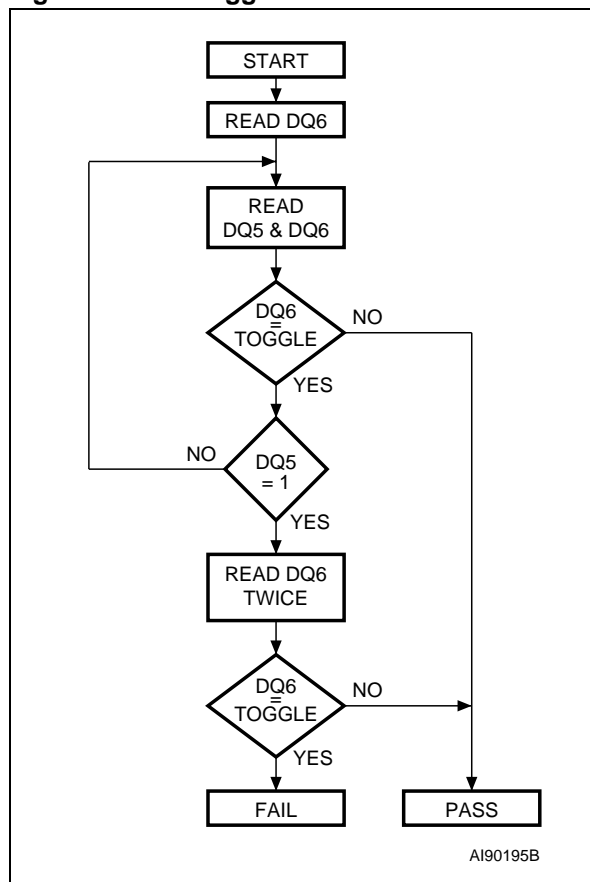 START
READ DQ6
READ
DQ5 & DQ6
DQ6
=
TOGGLE
NO
YES
NO
DQ5
= 1
YES
READ DQ6
TWICE
DQ6
=
TOGGLE
NO
YES
FAIL
PASS
AI90195B